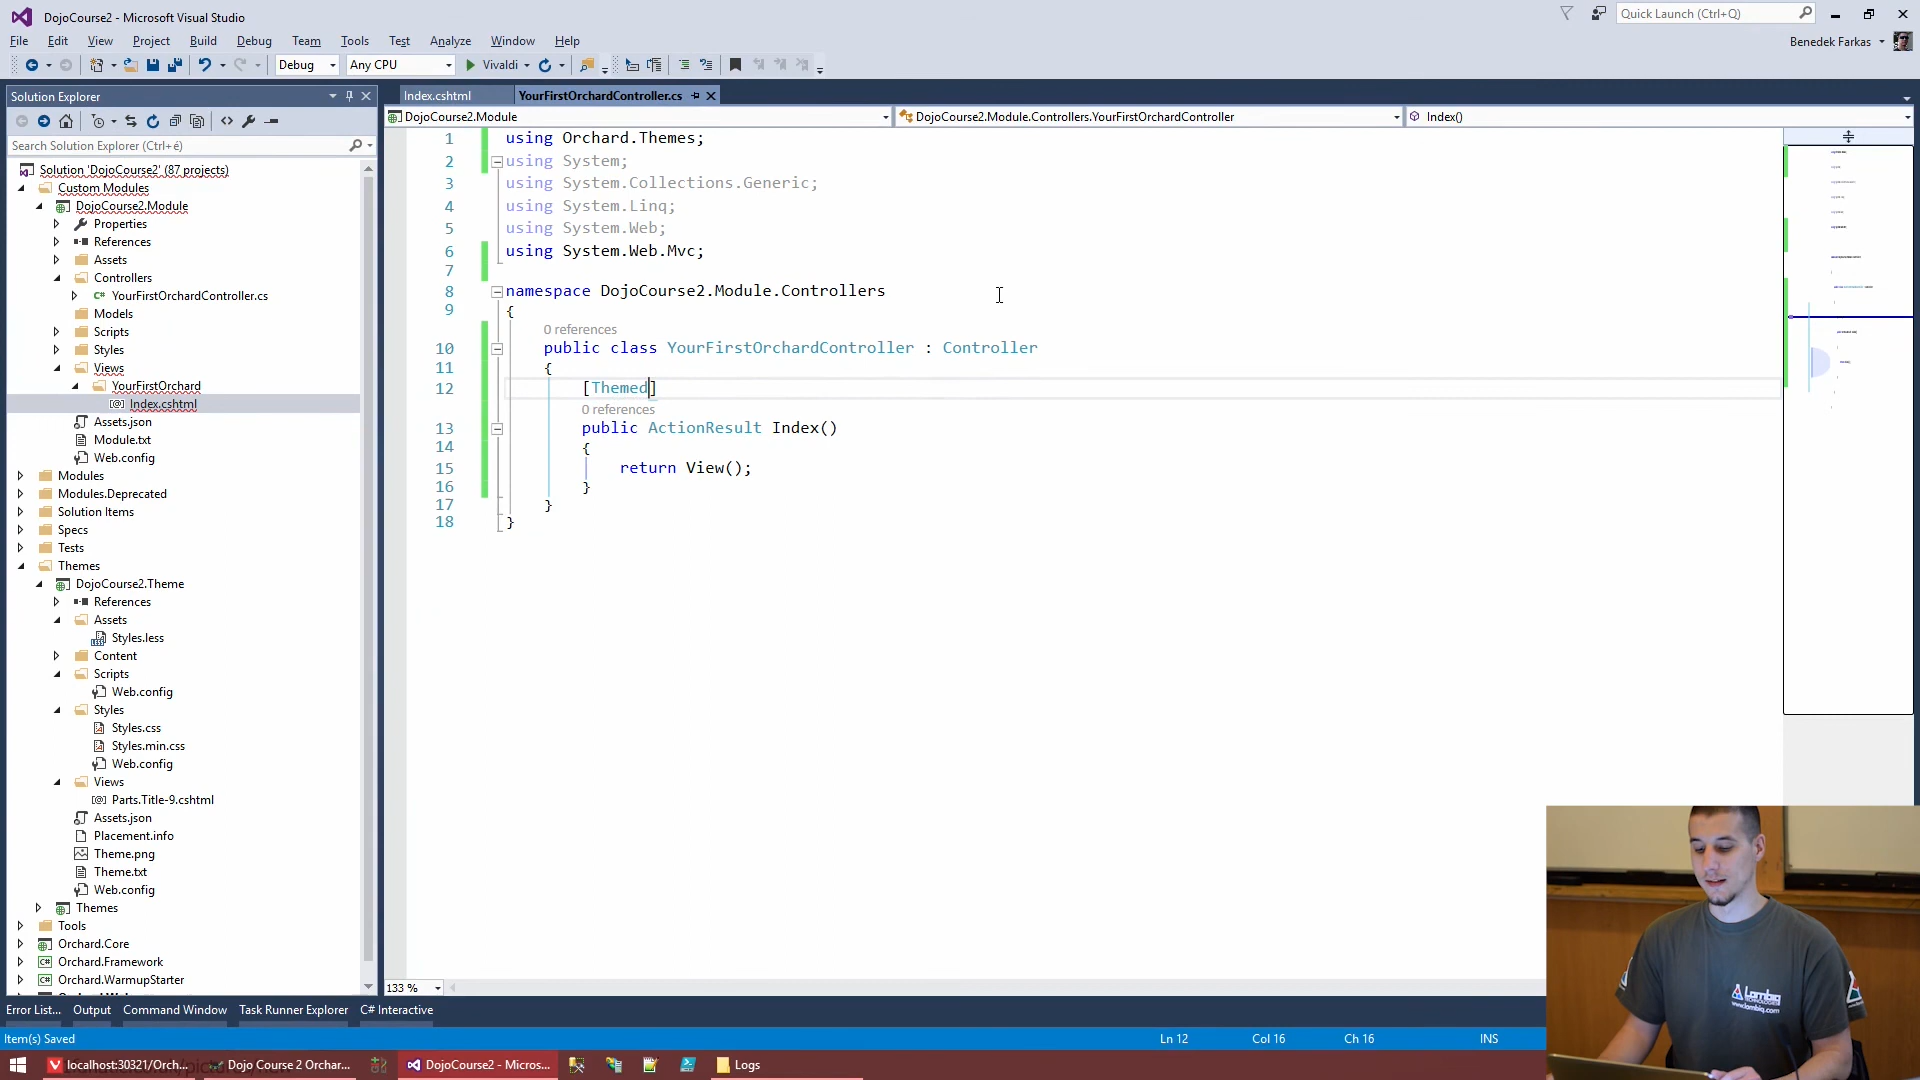 DojoCourse2 - Microsoft Visual Studio
Quick Launch (Ctrl+Q)
File Edit View Project Build Debug Team Tools Test Analyze Window Help
Benedek Farkas
Debug Any CPU Vivaldi
Solution Explorer
Index.cshtml YourFirstOrchardController.cs
DojoCourse2.Module DojoCourse2.Module.Controllers.YourFirstOrchardController Index()
Search Solution Explorer (Ctrl+é)
Solution 'DojoCourse2' (87 projects)
Custom Modules
DojoCourse2.Module
Properties
References
Assets
Controllers
YourFirstOrchardController.cs
Models
Scripts
Styles
Views
YourFirstOrchard
Index.cshtml
Assets.json
Module.txt
Web.config
Modules
Modules.Deprecated
Solution Items
Specs
Tests
Themes
DojoCourse2.Theme
References
Assets
Styles.less
Content
Scripts
Web.config
Styles
Styles.css
Styles.min.css
Web.config
Views
Parts.Title-9.cshtml
Assets.json
Placement.info
Theme.png
Theme.txt
Web.config
Themes
Tools
Orchard.Core
Orchard.Framework
Orchard.WarmupStarter
1 using Orchard.Themes;
2 using System;
3 using System.Collections.Generic;
4 using System.Linq;
5 using System.Web;
6 using System.Web.Mvc;
7
8 namespace DojoCourse2.Module.Controllers
9 {
0 references
10 public class YourFirstOrchardController : Controller
11 {
12 [Themed]
0 references
13 public ActionResult Index()
14 {
15 return View();
16 }
17 }
18 }
133 %
Lombiq
TECHNOLOGIES
www.lombiq.com
Error List... Output Command Window Task Runner Explorer C# Interactive
Item(s) Saved Ln 12 Col 16 Ch 16 INS
localhost:30321/Orch... Dojo Course 2 Orchar... DojoCourse2 - Micros... Logs